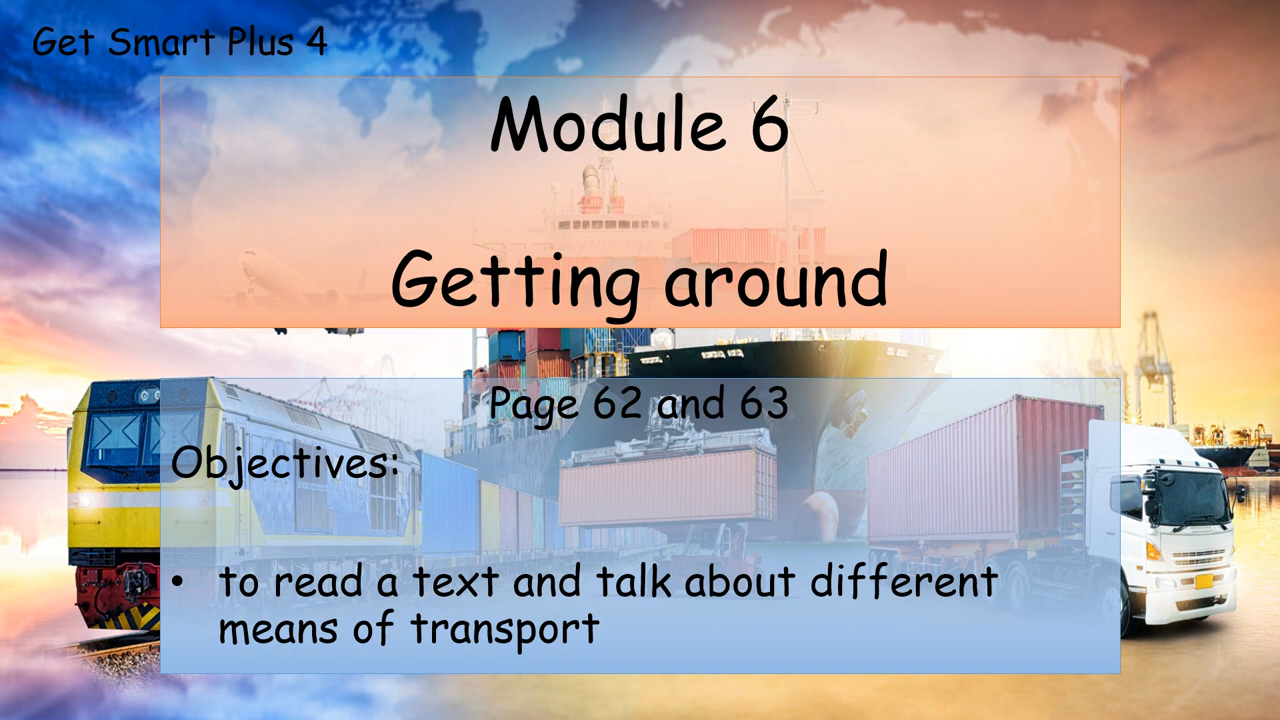 Get Smart Plus 4
Module 6
Getting around
Page 62 and 63
Objectives:
• to read a text and talk about different
means of transport